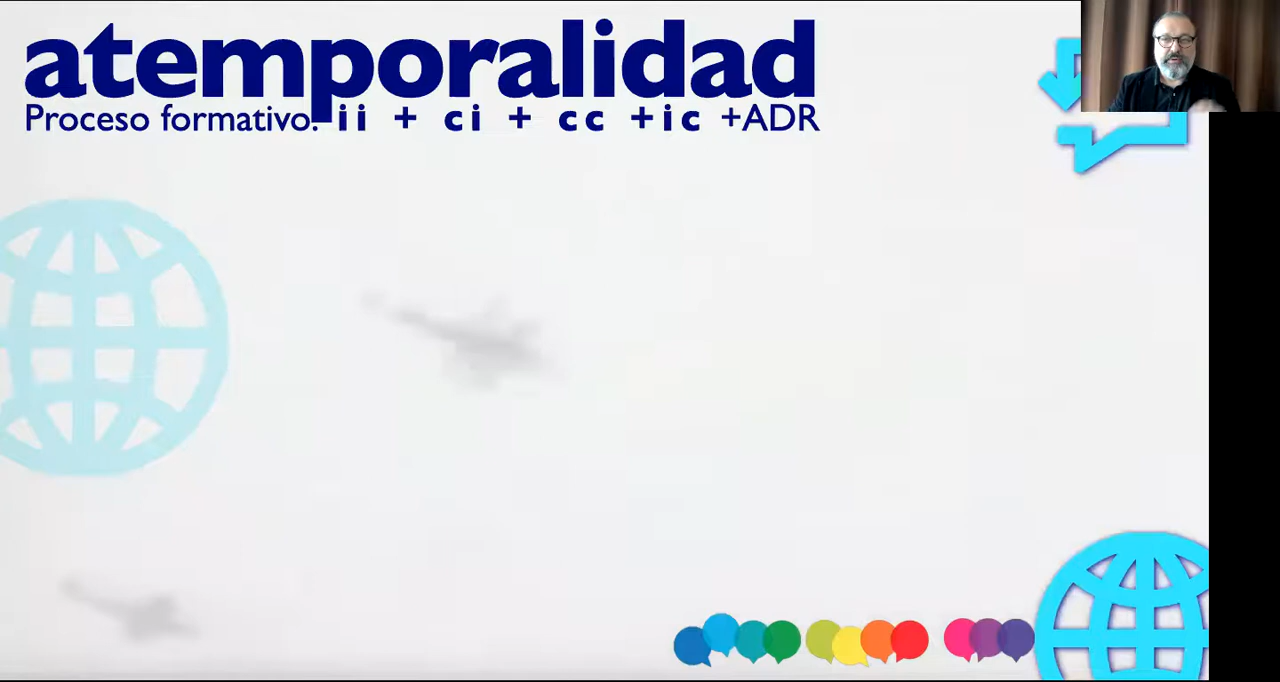 atemporalidad
Proceso formativo. ii + ci + cc +ic +ADR